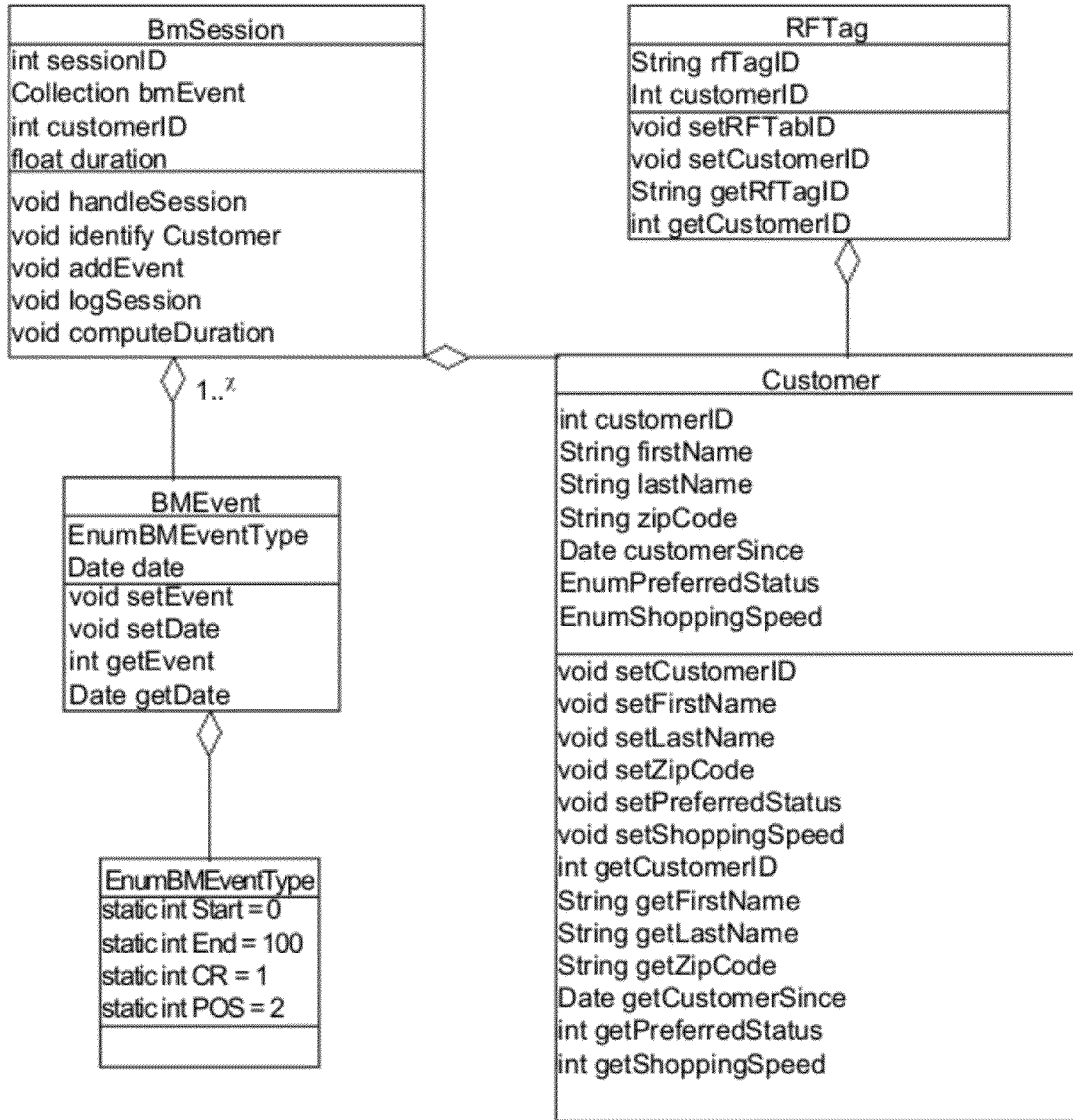 BmSession
int sessionID
Collection bmEvent
int customerID
float duration
void handleSession
void identify Customer
void addEvent
void logSession
void computeDuration
RFTag
String rfTagID
Int customerID
void setRFTabID
void setCustomerID
String getRfTagID
int getCustomerID
1..χ
BMEvent
EnumBMEventType
Date date
void setEvent
void setDate
int getEvent
Date getDate
EnumBMEventType
static int Start = 0
static int End = 100
static int CR = 1
static int POS = 2
Customer
int customerID
String firstName
String lastName
String zipCode
Date customerSince
EnumPreferredStatus
EnumShoppingSpeed
void setCustomerID
void setFirstName
void setLastName
void setZipCode
void setPreferredStatus
void setShoppingSpeed
int getCustomerID
String getFirstName
String getLastName
String getZipCode
Date getCustomerSince
int getPreferredStatus
int getShoppingSpeed